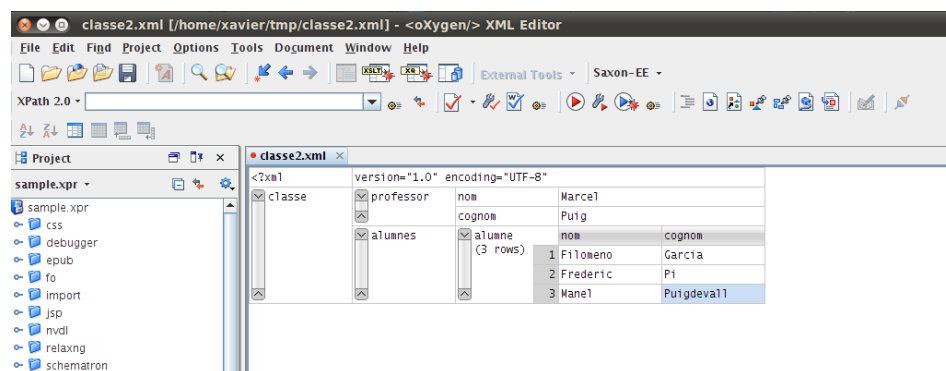 classe2.xml [/home/xavier/tmp/classe2.xml] - <oXygen/> XML Editor
File Edit Find Project Options Tools Document Window Help
External Tools Saxon-EE
XPath 2.0
Project
classe2.xml
sample.xpr
<?xml version="1.0" encoding="UTF-8"
classe professor nom Marcel
cognom Puig
alumnes alumne nom cognom
(3 rows) 1 Filomeno Garcia
2 Frederic Pi
3 Manel Puigdevall
sample.xpr
css
debugger
epub
fo
import
jsp
nvdl
relaxng
schematron